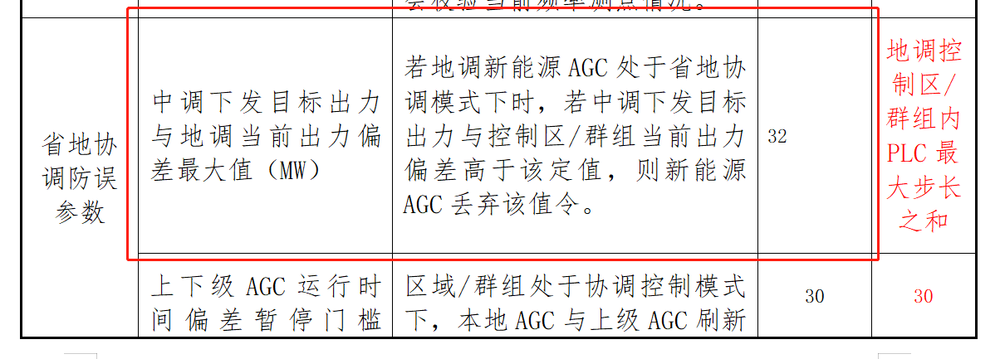 会校验当前频率测点情况。
省地协
调防误
参数
中调下发目标出力
与地调当前出力偏
差最大值（MW）
若地调新能源 AGC 处于省地协
调模式下时，若中调下发目标
出力与控制区/群组当前出力
偏差高于该定值，则新能源
AGC 丢弃该值令。
32
地调控
制区/
群组内
PLC 最
大步长
之和
上下级 AGC 运行时
间偏差暂停门槛
区域/群组处于协调控制模式
下，本地 AGC 与上级 AGC 刷新
30
30